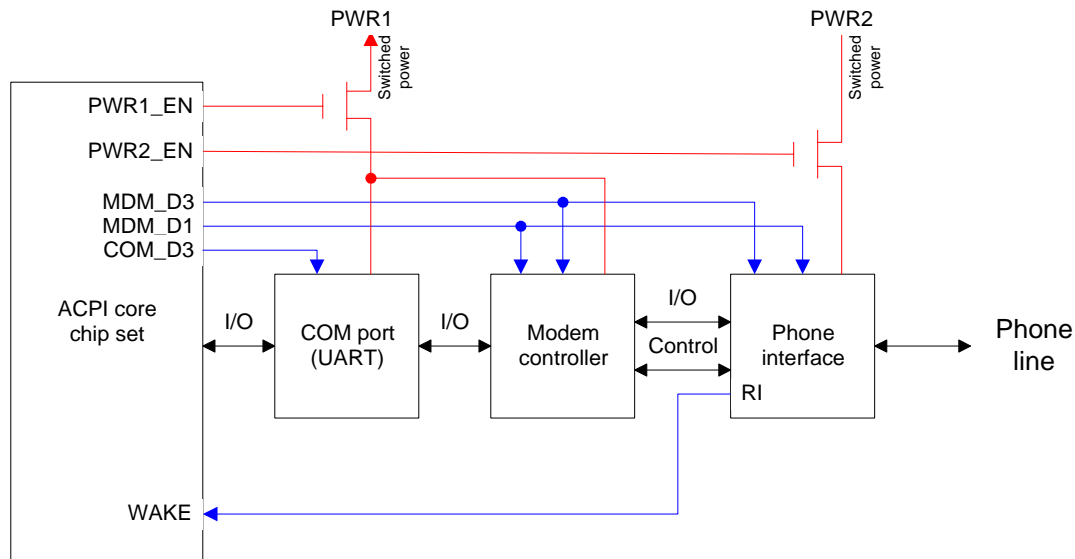 PWR1
PWR2
Switched
power
Switched
power
PWR1_EN
PWR2_EN
MDM_D3
MDM_D1
COM_D3
ACPI core
chip set
I/O
COM port
(UART)
I/O
Modem
controller
I/O
Control
Phone
interface
RI
Phone
line
WAKE